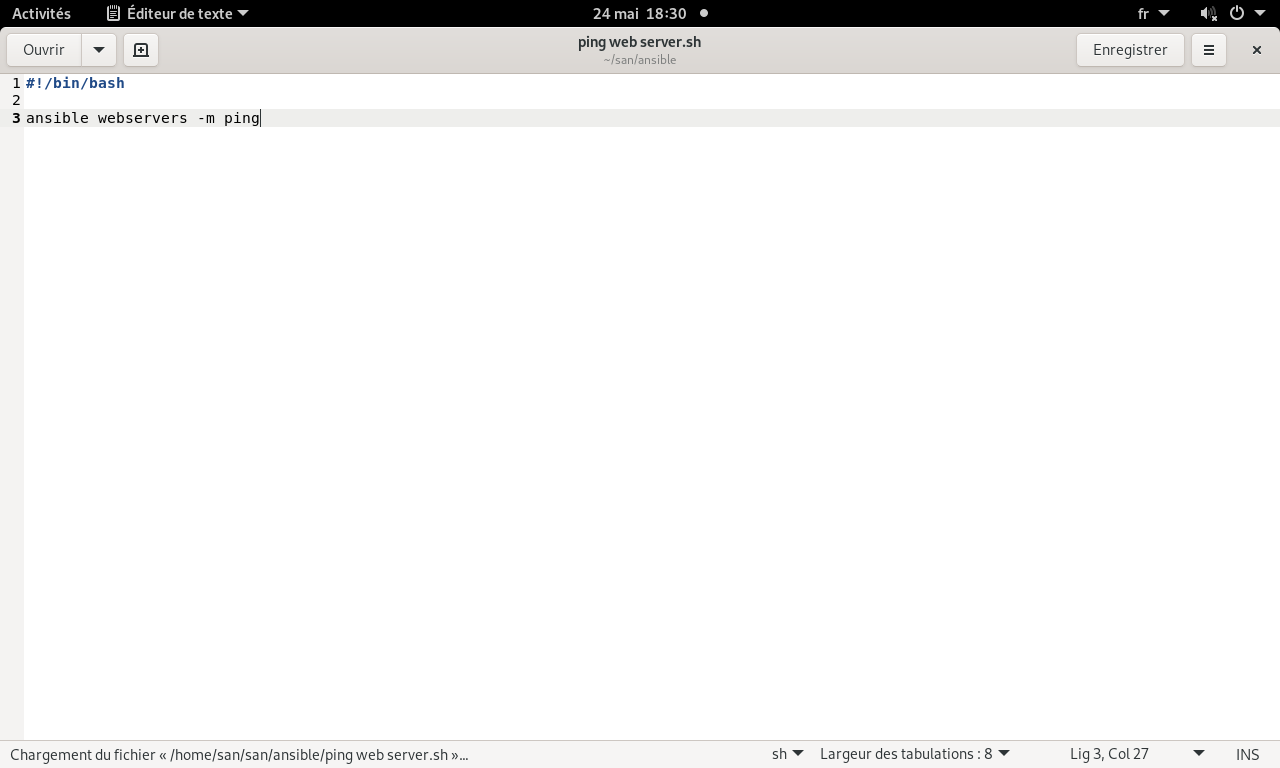 Activités Éditeur de texte 24 mai 18:30 fr
Ouvrir ping web server.sh Enregistrer
~/san/ansible
1 #!/bin/bash
2
3 ansible webservers -m ping
Chargement du fichier « /home/san/san/ansible/ping web server.sh »… sh Largeur des tabulations : 8 Lig 3, Col 27 INS